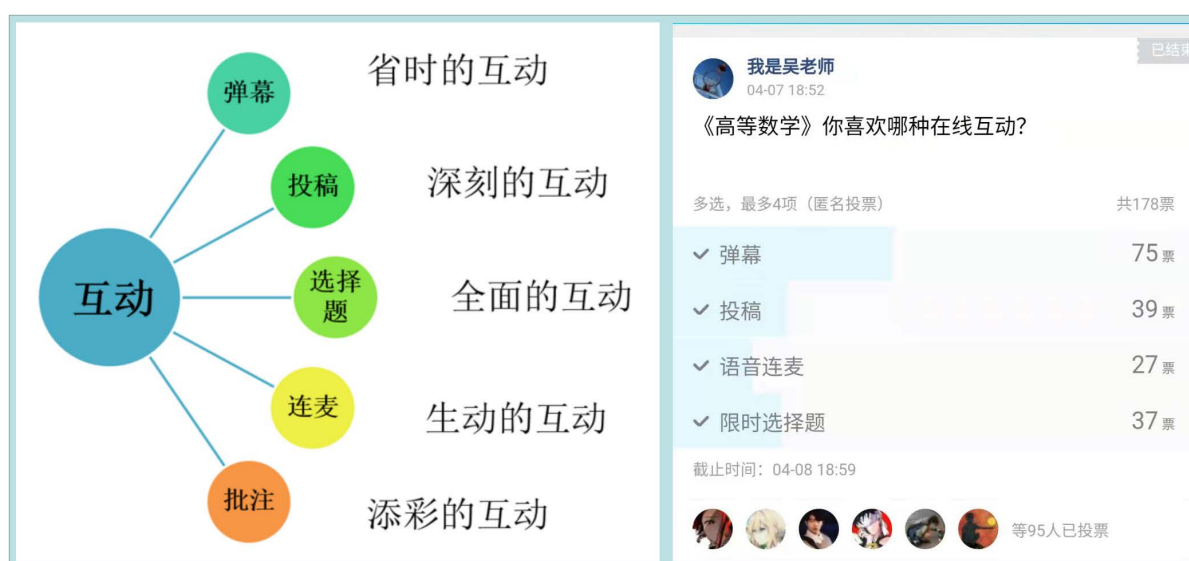 弹幕
省时的互动
投稿
深刻的互动
互动
选择
题
全面的互动
连麦
生动的互动
批注
添彩的互动
已结束
我是吴老师
04-07 18:52
《高等数学》你喜欢哪种在线互动？
多选，最多4项（匿名投票）
共178票
弹幕 75票
投稿 39票
语音连麦 27票
限时选择题 37票
截止时间：04-08 18:59
等95人已投票